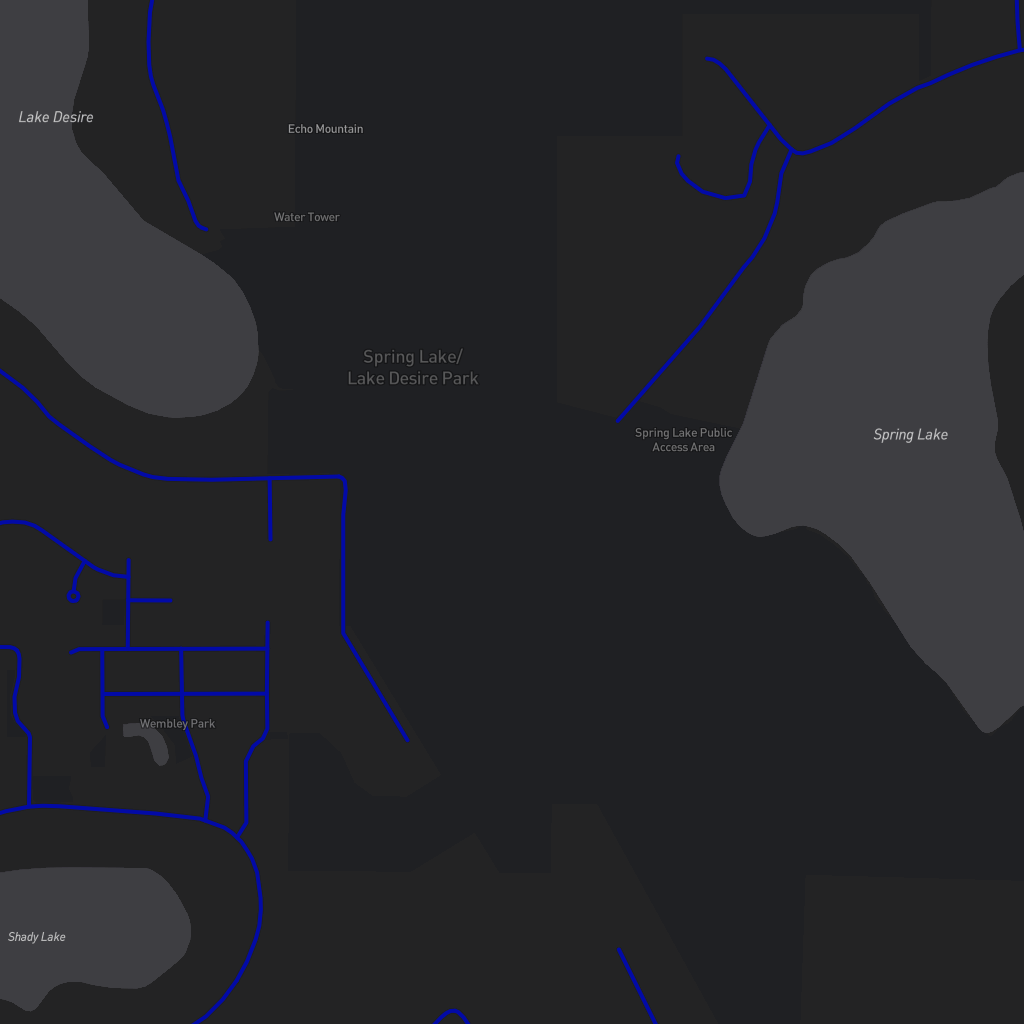 Lake Desire
Echo Mountain
Water Tower
Spring Lake/
Lake Desire Park
Spring Lake Public
Access Area
Spring Lake
Wembley Park
Shady Lake